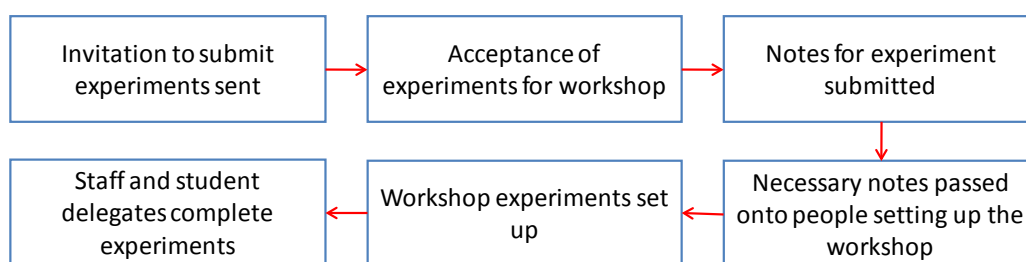 Invitation to submit
experiments sent
Acceptance of
experiments for workshop
Notes for experiment
submitted
Necessary notes passed
onto people setting up the
workshop
Workshop experiments set
up
Staff and student
delegates complete
experiments